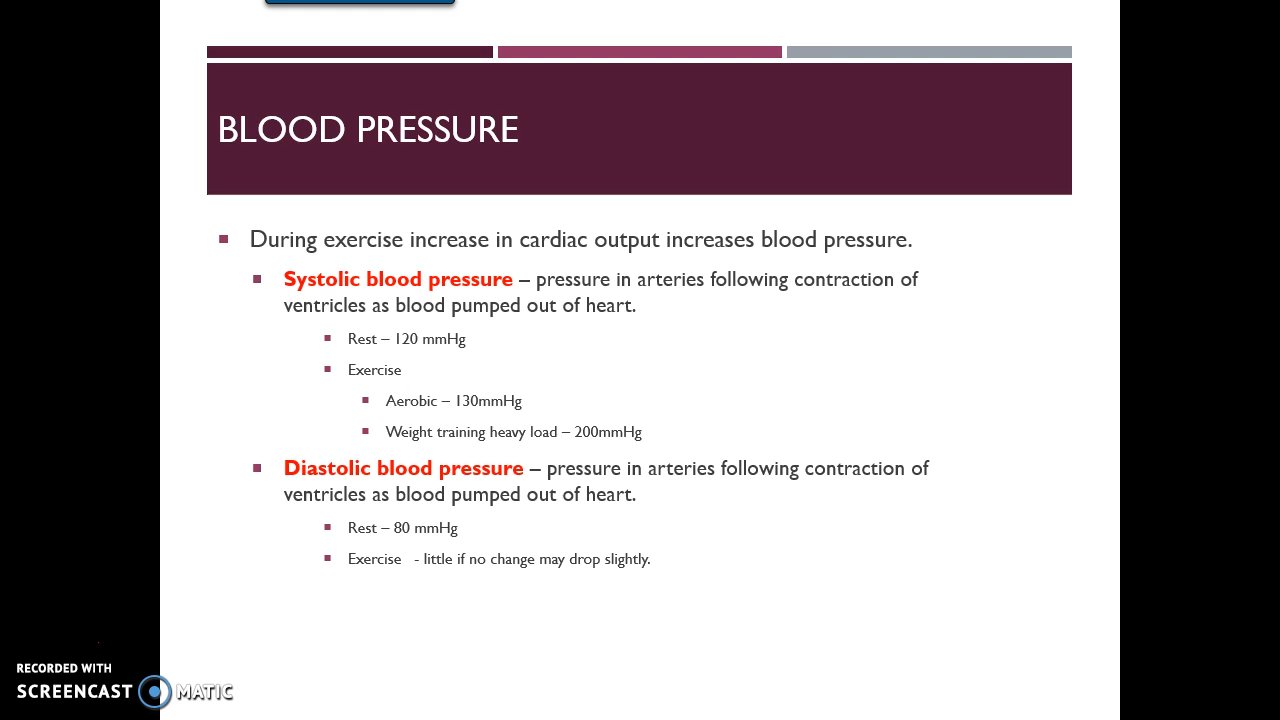 BLOOD PRESSURE
During exercise increase in cardiac output increases blood pressure.
Systolic blood pressure – pressure in arteries following contraction of
ventricles as blood pumped out of heart.
Rest – 120 mmHg
Exercise
Aerobic – 130mmHg
Weight training heavy load – 200mmHg
Diastolic blood pressure – pressure in arteries following contraction of
ventricles as blood pumped out of heart.
Rest – 80 mmHg
Exercise - little if no change may drop slightly.
RECORDED WITH
SCREENCAST MATIC